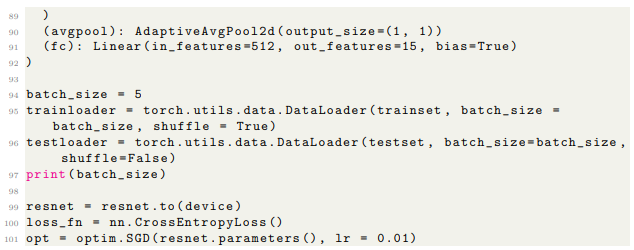 89 )
90 (avgpool): AdaptiveAvgPool2d(output_size=(1, 1))
91 (fc): Linear(in_features=512, out_features=15, bias=True)
92 )
93
94 batch_size = 5
95 trainloader = torch.utils.data.DataLoader(trainset, batch_size =
batch_size, shuffle = True)
96 testloader = torch.utils.data.DataLoader(testset, batch_size=batch_size,
shuffle=False)
97 print(batch_size)
98
99 resnet = resnet.to(device)
100 loss_fn = nn.CrossEntropyLoss()
101 opt = optim.SGD(resnet.parameters(), lr = 0.01)